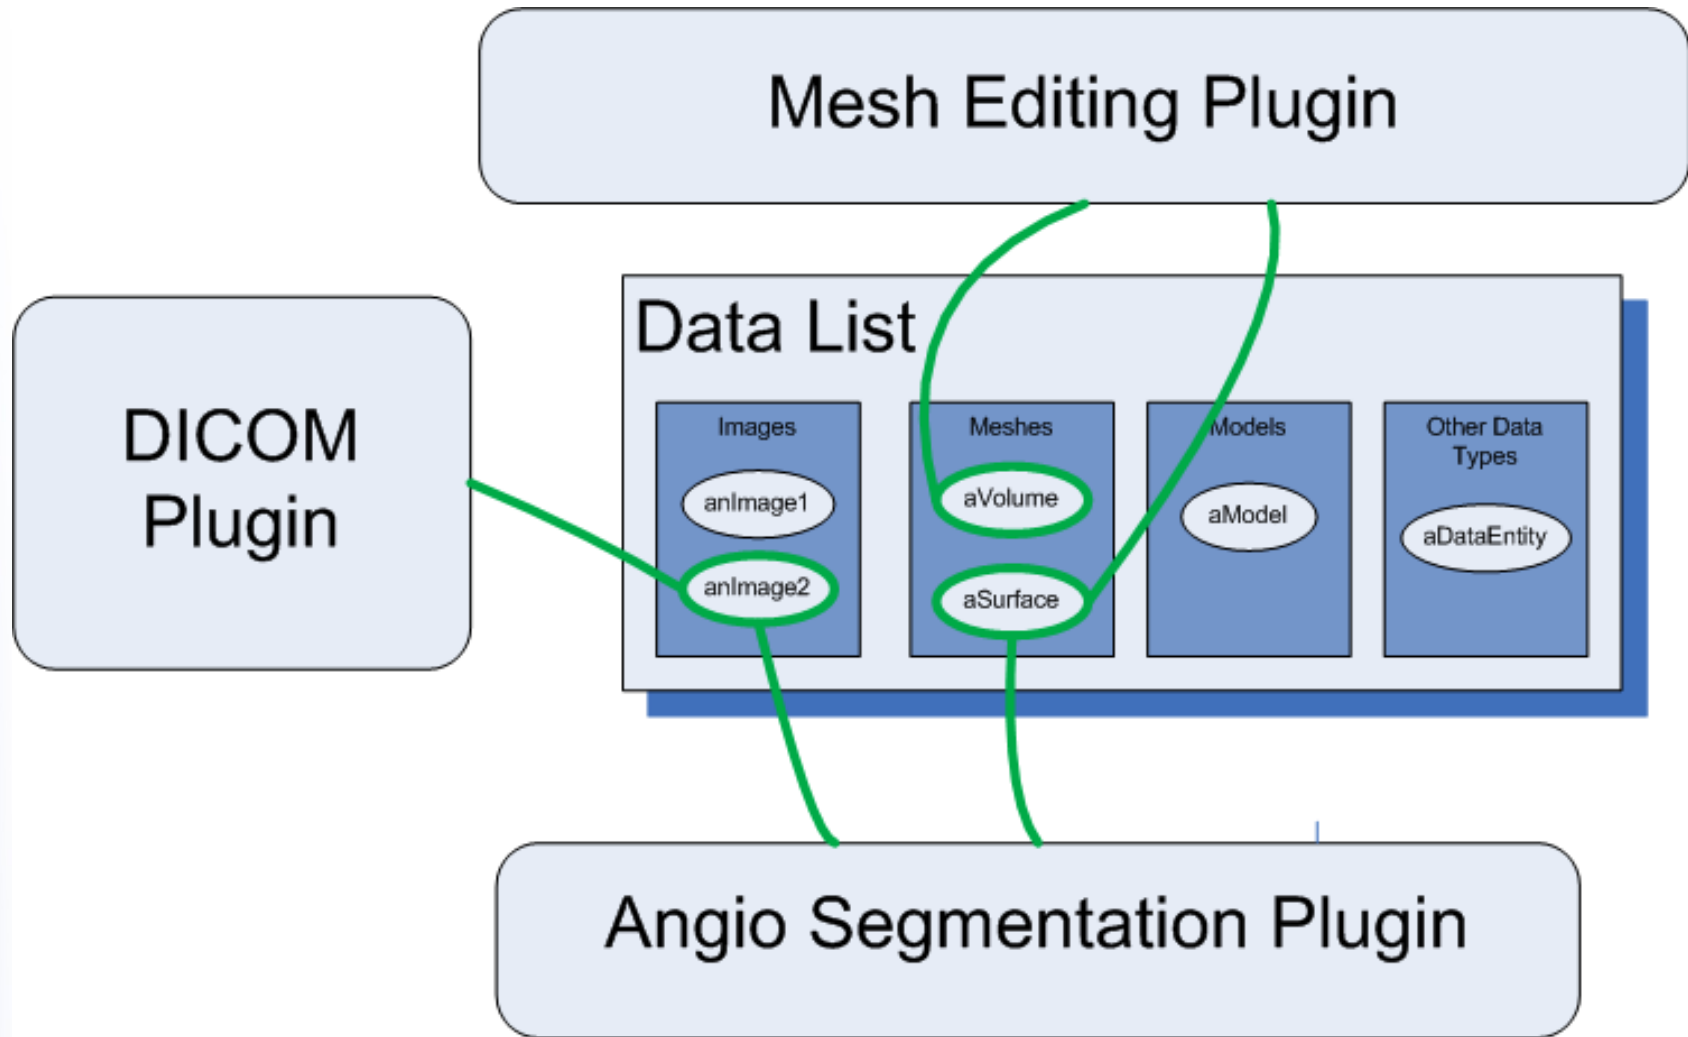 Mesh Editing Plugin
Data List
DICOM
Plugin
Images
anImage1
anImage2
Meshes
aVolume
aSurface
Models
aModel
Other Data
Types
aDataEntity
Angio Segmentation Plugin